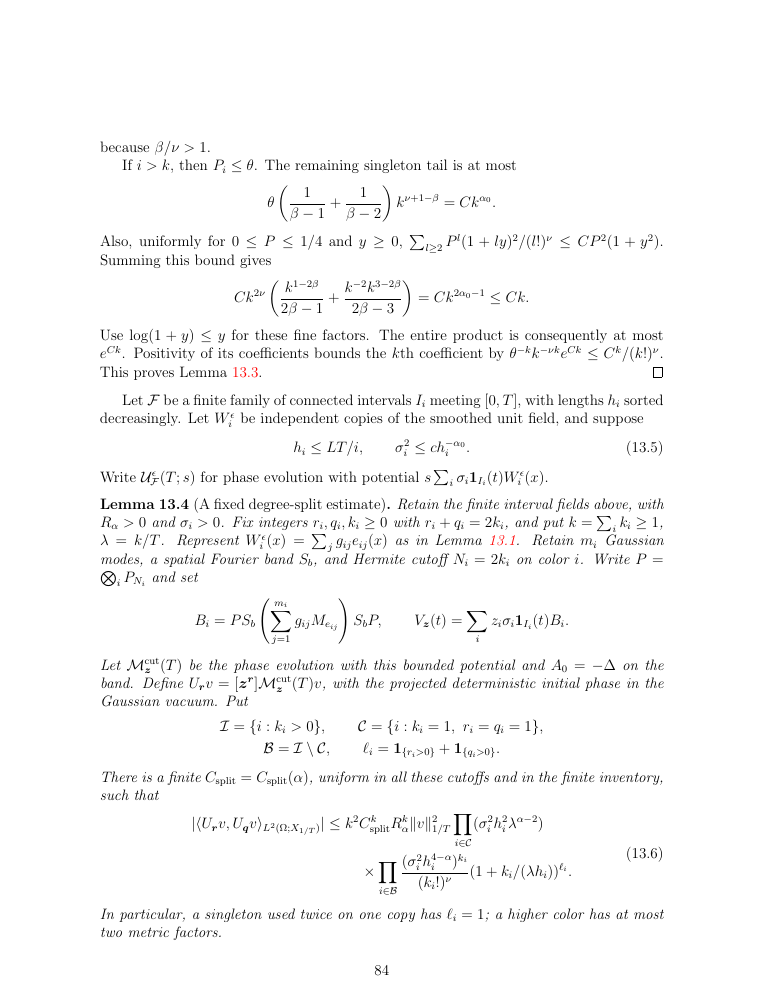 because β/ν > 1.
If i > k, then P_i ≤ θ. The remaining singleton tail is at most
θ ( 1/(β − 1) + 1/(β − 2) ) k^{ν+1−β} = Ck^{α_0}.
Also, uniformly for 0 ≤ P ≤ 1/4 and y ≥ 0, ∑_{l≥2} P^l(1 + ly)^2/(l!)^ν ≤ CP^2(1 + y^2).
Summing this bound gives
Ck^{2ν} ( k^{1−2β}/(2β − 1) + k^{−2}k^{3−2β}/(2β − 3) ) = Ck^{2α_0−1} ≤ Ck.
Use log(1 + y) ≤ y for these fine factors. The entire product is consequently at most
e^{Ck}. Positivity of its coefficients bounds the kth coefficient by θ^{−k}k^{−νk}e^{Ck} ≤ C^k/(k!)^ν.
This proves Lemma 13.3. □
Let ℱ be a finite family of connected intervals I_i meeting [0, T], with lengths h_i sorted
decreasingly. Let W_i^ϵ be independent copies of the smoothed unit field, and suppose
h_i ≤ LT/i, σ_i^2 ≤ ch_i^{−α_0}. (13.5)
Write 𝒰_ℱ^ϵ(T; s) for phase evolution with potential s ∑_i σ_i 1_{I_i}(t)W_i^ϵ(x).
Lemma 13.4 (A fixed degree-split estimate). Retain the finite interval fields above, with
R_α > 0 and σ_i > 0. Fix integers r_i, q_i, k_i ≥ 0 with r_i + q_i = 2k_i, and put k = ∑_i k_i ≥ 1,
λ = k/T. Represent W_i^ϵ(x) = ∑_j g_{ij}e_{ij}(x) as in Lemma 13.1. Retain m_i Gaussian
modes, a spatial Fourier band S_b, and Hermite cutoff N_i = 2k_i on color i. Write P =
⨂_i P_{N_i} and set
B_i = PS_b ( ∑_{j=1}^{m_i} g_{ij}M_{e_{ij}} ) S_bP, V_𝒛(t) = ∑_i z_iσ_i 1_{I_i}(t)B_i.
Let ℳ_𝒛^{cut}(T) be the phase evolution with this bounded potential and A_0 = −Δ on the
band. Define U_𝒓v = [𝒛^𝒓]ℳ_𝒛^{cut}(T)v, with the projected deterministic initial phase in the
Gaussian vacuum. Put
ℐ = {i : k_i > 0}, 𝒞 = {i : k_i = 1, r_i = q_i = 1},
ℬ = ℐ \ 𝒞, ℓ_i = 1_{{r_i>0}} + 1_{{q_i>0}}.
There is a finite C_{split} = C_{split}(α), uniform in all these cutoffs and in the finite inventory,
such that
|⟨U_𝒓v, U_𝒒v⟩_{L^2(Ω;X_{1/T})}| ≤ k^2C_{split}^k R_α^k‖v‖_{1/T}^2 ∏_{i∈𝒞}(σ_i^2h_i^2λ^{α−2})
× ∏_{i∈ℬ} (σ_i^2h_i^{4−α})^{k_i}/(k_i!)^ν (1 + k_i/(λh_i))^{ℓ_i}. (13.6)
In particular, a singleton used twice on one copy has ℓ_i = 1; a higher color has at most
two metric factors.
84